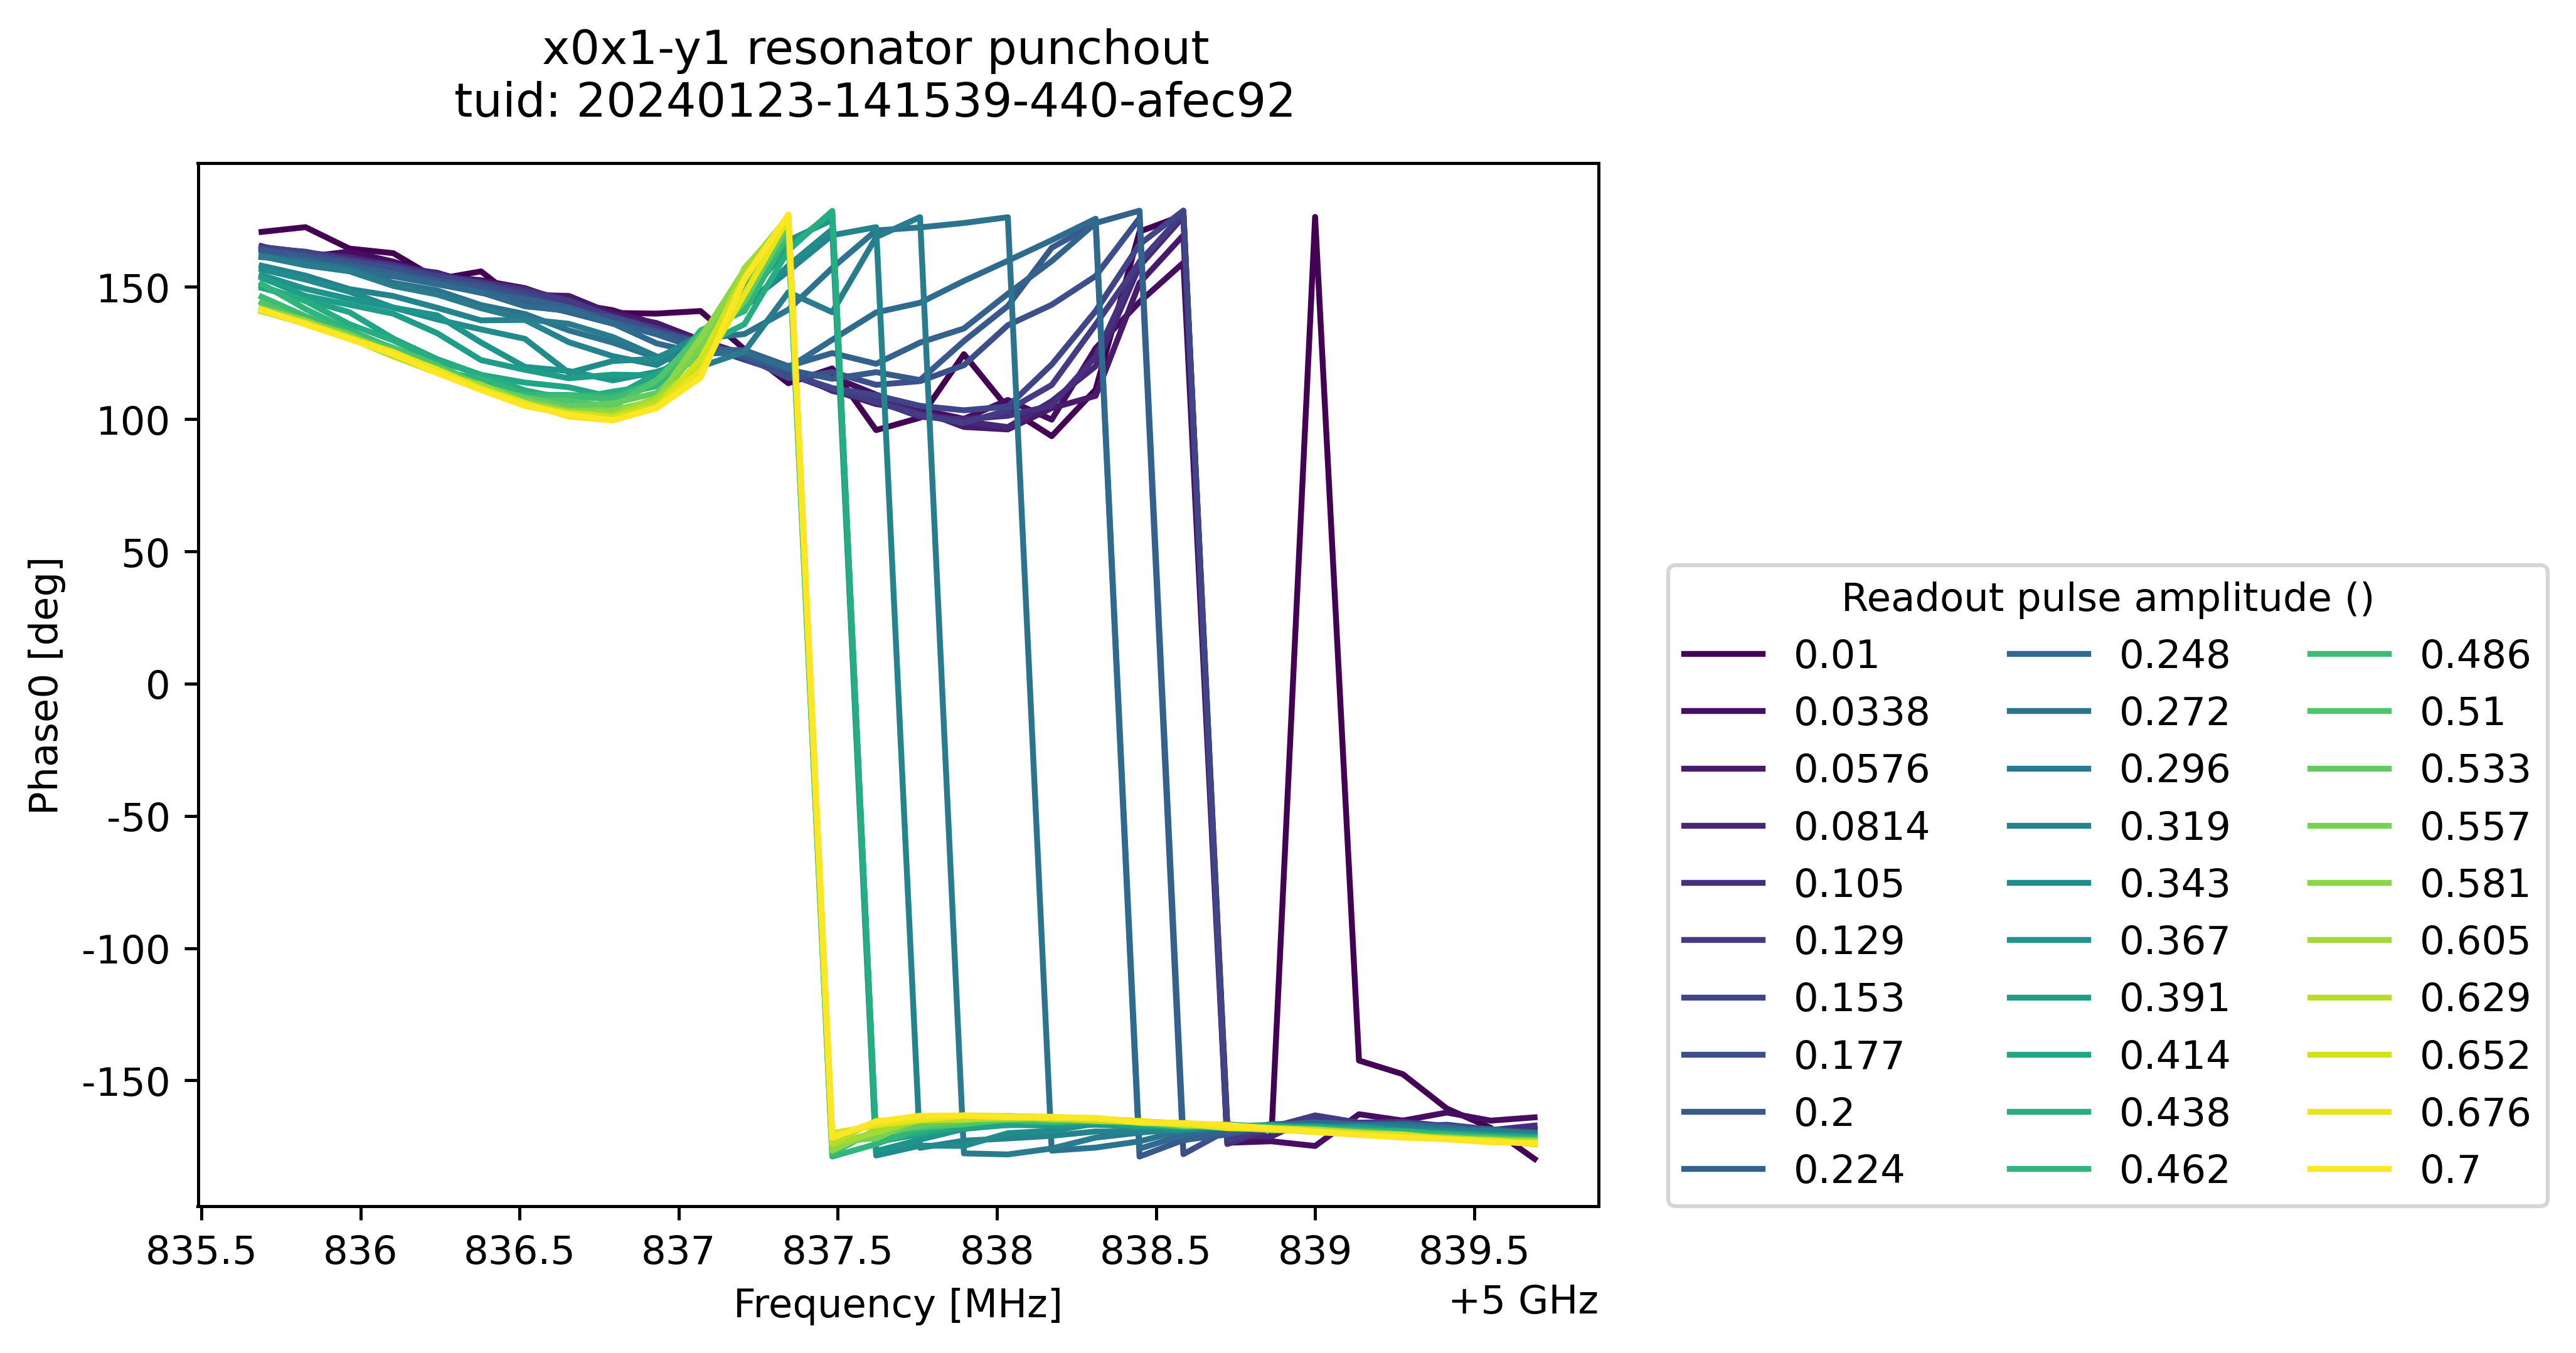 x0x1-y1 resonator punchout
tuid: 20240123-141539-440-afec92
Phase0 [deg]
150
100
50
0
-50
-100
-150
835.5 836 836.5 837 837.5 838 838.5 839 839.5
Frequency [MHz]
+5 GHz
Readout pulse amplitude ()
0.01 0.248 0.486
0.0338 0.272 0.51
0.0576 0.296 0.533
0.0814 0.319 0.557
0.105 0.343 0.581
0.129 0.367 0.605
0.153 0.391 0.629
0.177 0.414 0.652
0.2 0.438 0.676
0.224 0.462 0.7